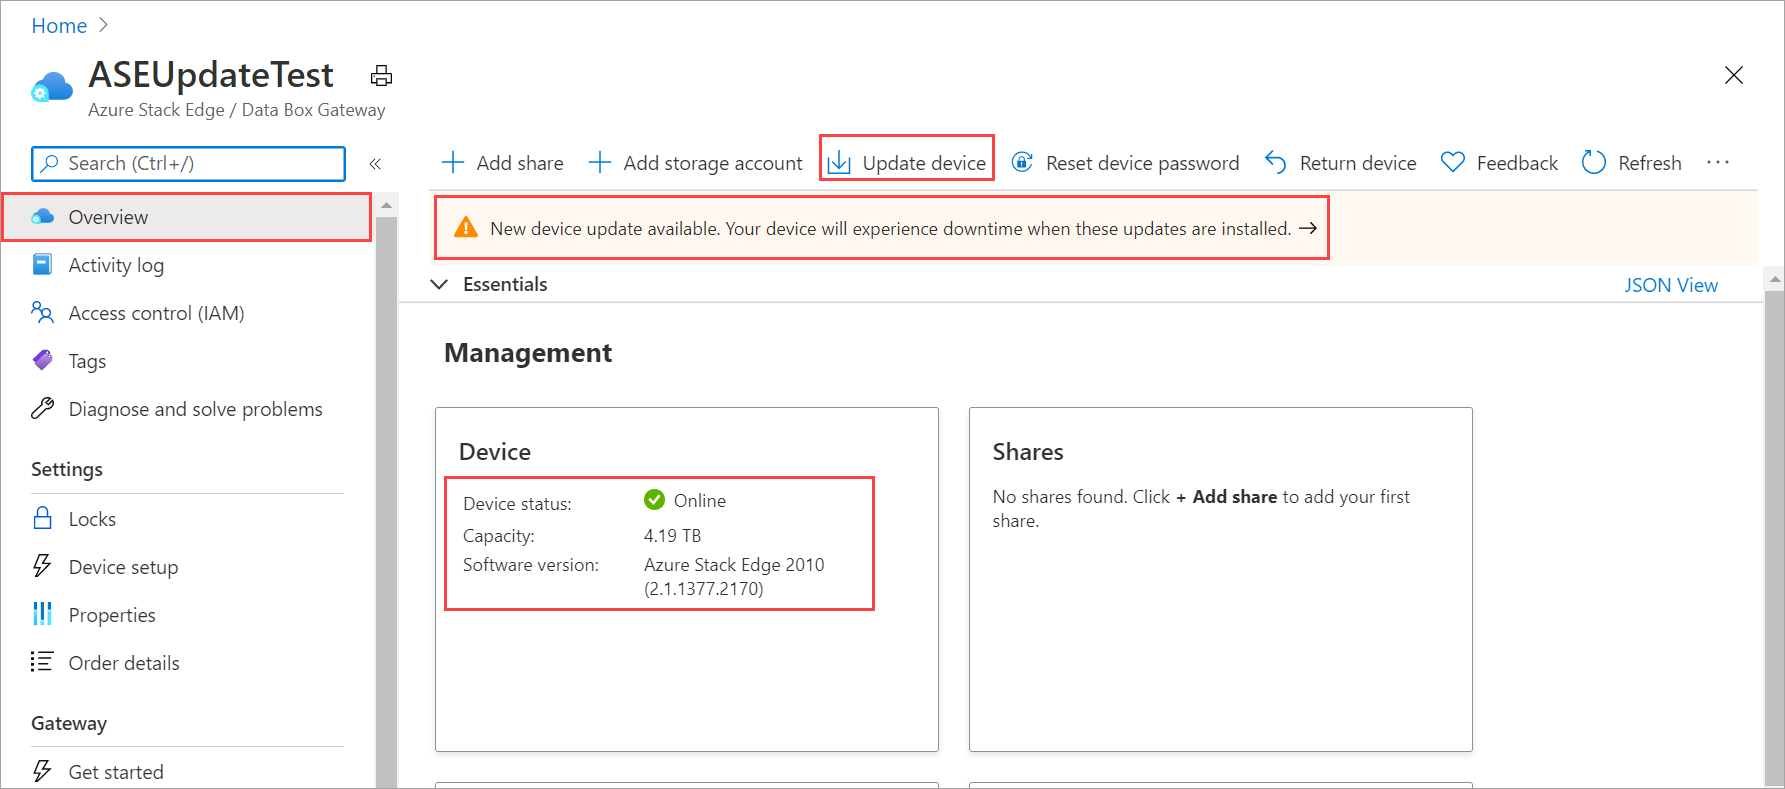 Home
ASEUpdateTest
Azure Stack Edge / Data Box Gateway
Search (Ctrl+/)
Overview
Activity log
Access control (IAM)
Tags
Diagnose and solve problems
Settings
Locks
Device setup
Properties
Order details
Gateway
Get started
Add share
Add storage account
Update device
Reset device password
Return device
Feedback
Refresh
New device update available. Your device will experience downtime when these updates are installed.
Essentials
JSON View
Management
Device
Device status: Online
Capacity: 4.19 TB
Software version: Azure Stack Edge 2010
(2.1.1377.2170)
Shares
No shares found. Click + Add share to add your first
share.